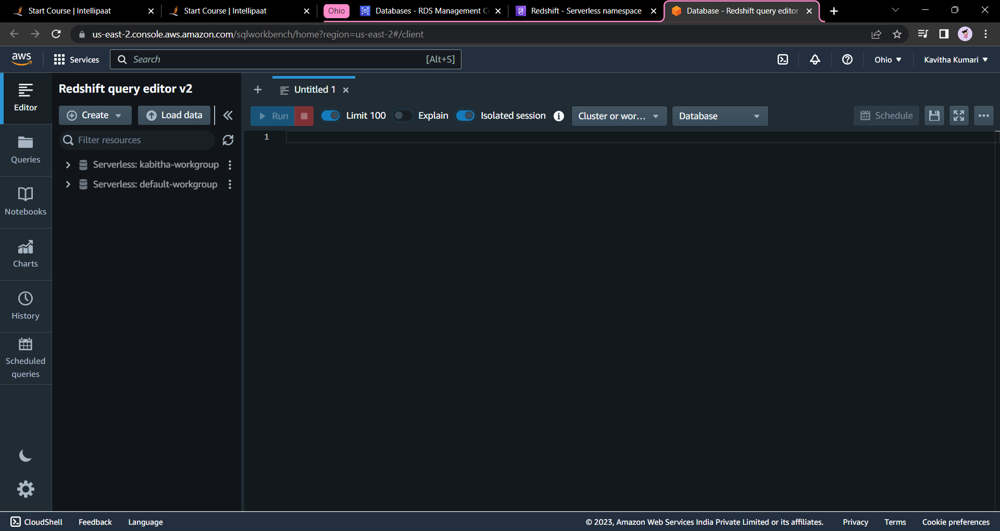 Start Course | Intellipaat
Start Course | Intellipaat
Ohio
Databases - RDS Management C
Redshift - Serverless namespace
Database - Redshift query editor
us-east-2.console.aws.amazon.com/sqlworkbench/home?region=us-east-2#/client
aws
Services
Search
[Alt+S]
Ohio
Kavitha Kumari
Editor
Queries
Notebooks
Charts
History
Scheduled
queries
Redshift query editor v2
Create
Load data
Filter resources
Serverless: kabitha-workgroup
Serverless: default-workgroup
Untitled 1
Run
Limit 100
Explain
Isolated session
Cluster or wor...
Database
Schedule
1
CloudShell
Feedback
Language
© 2023, Amazon Web Services India Private Limited or its affiliates.
Privacy
Terms
Cookie preferences